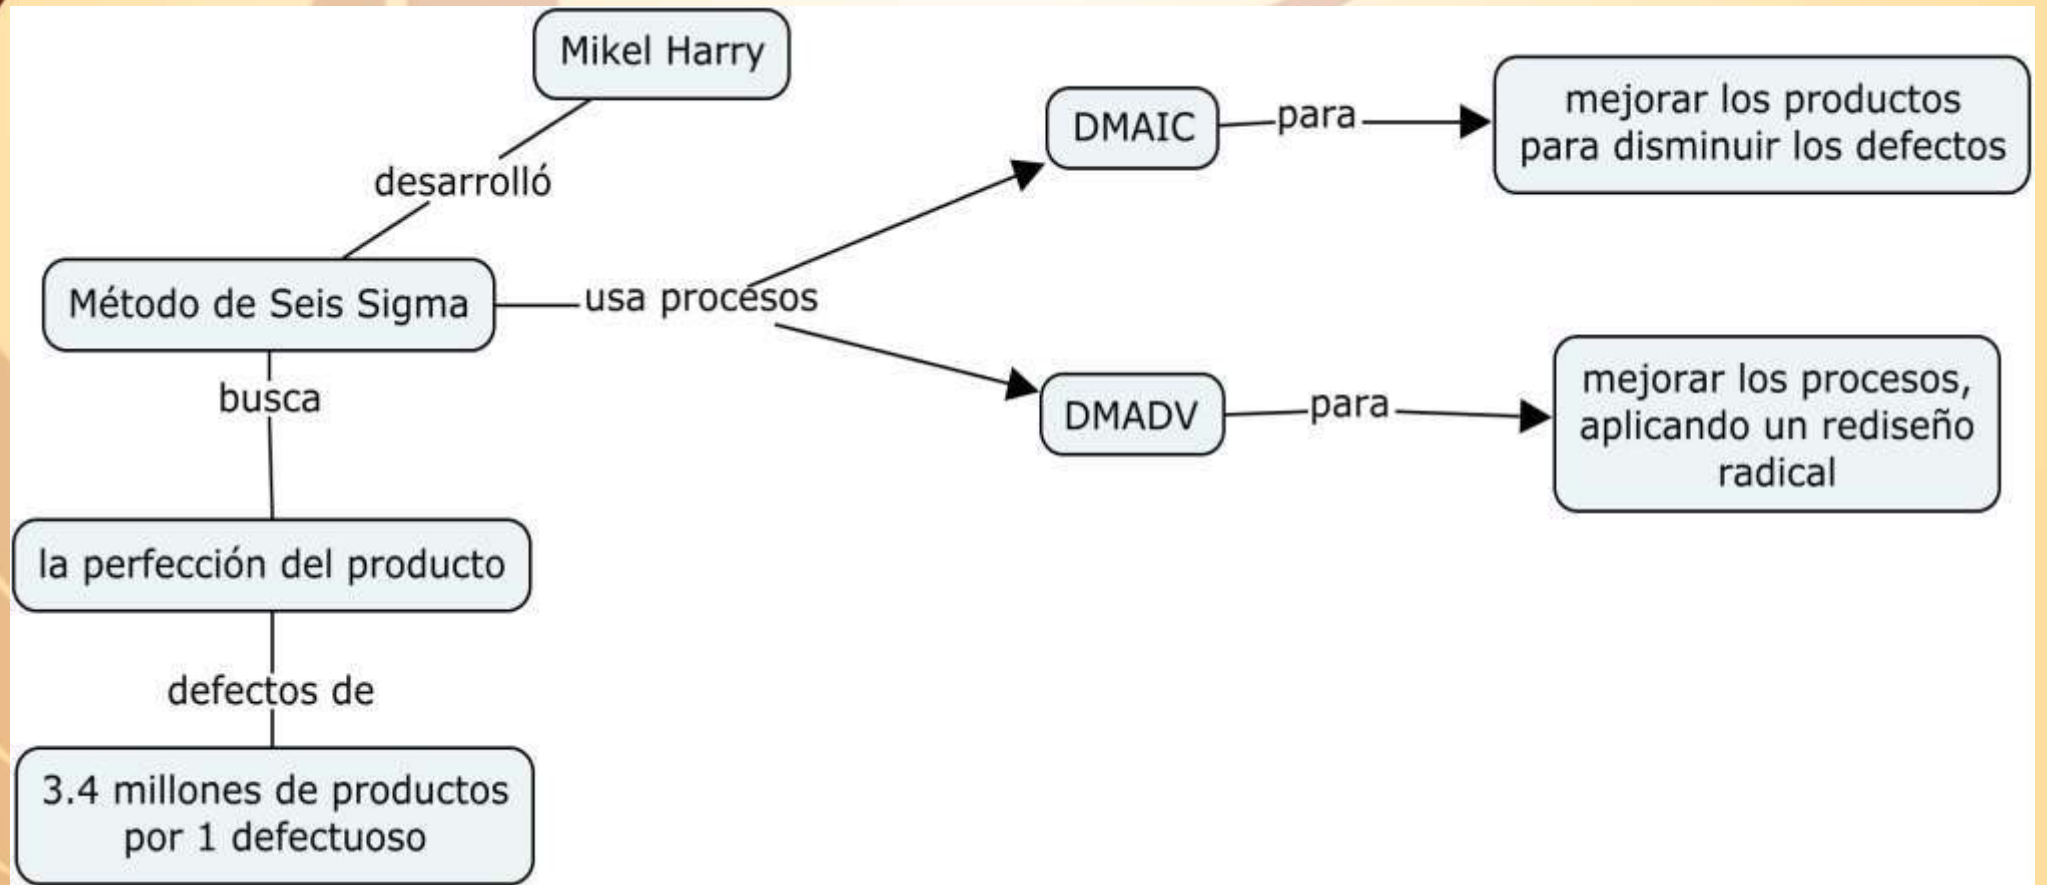 Mikel Harry
desarrolló
Método de Seis Sigma
usa procesos
DMAIC
para
mejorar los productos
para disminuir los defectos
DMADV
para
mejorar los procesos,
aplicando un rediseño
radical
busca
la perfección del producto
defectos de
3.4 millones de productos
por 1 defectuoso